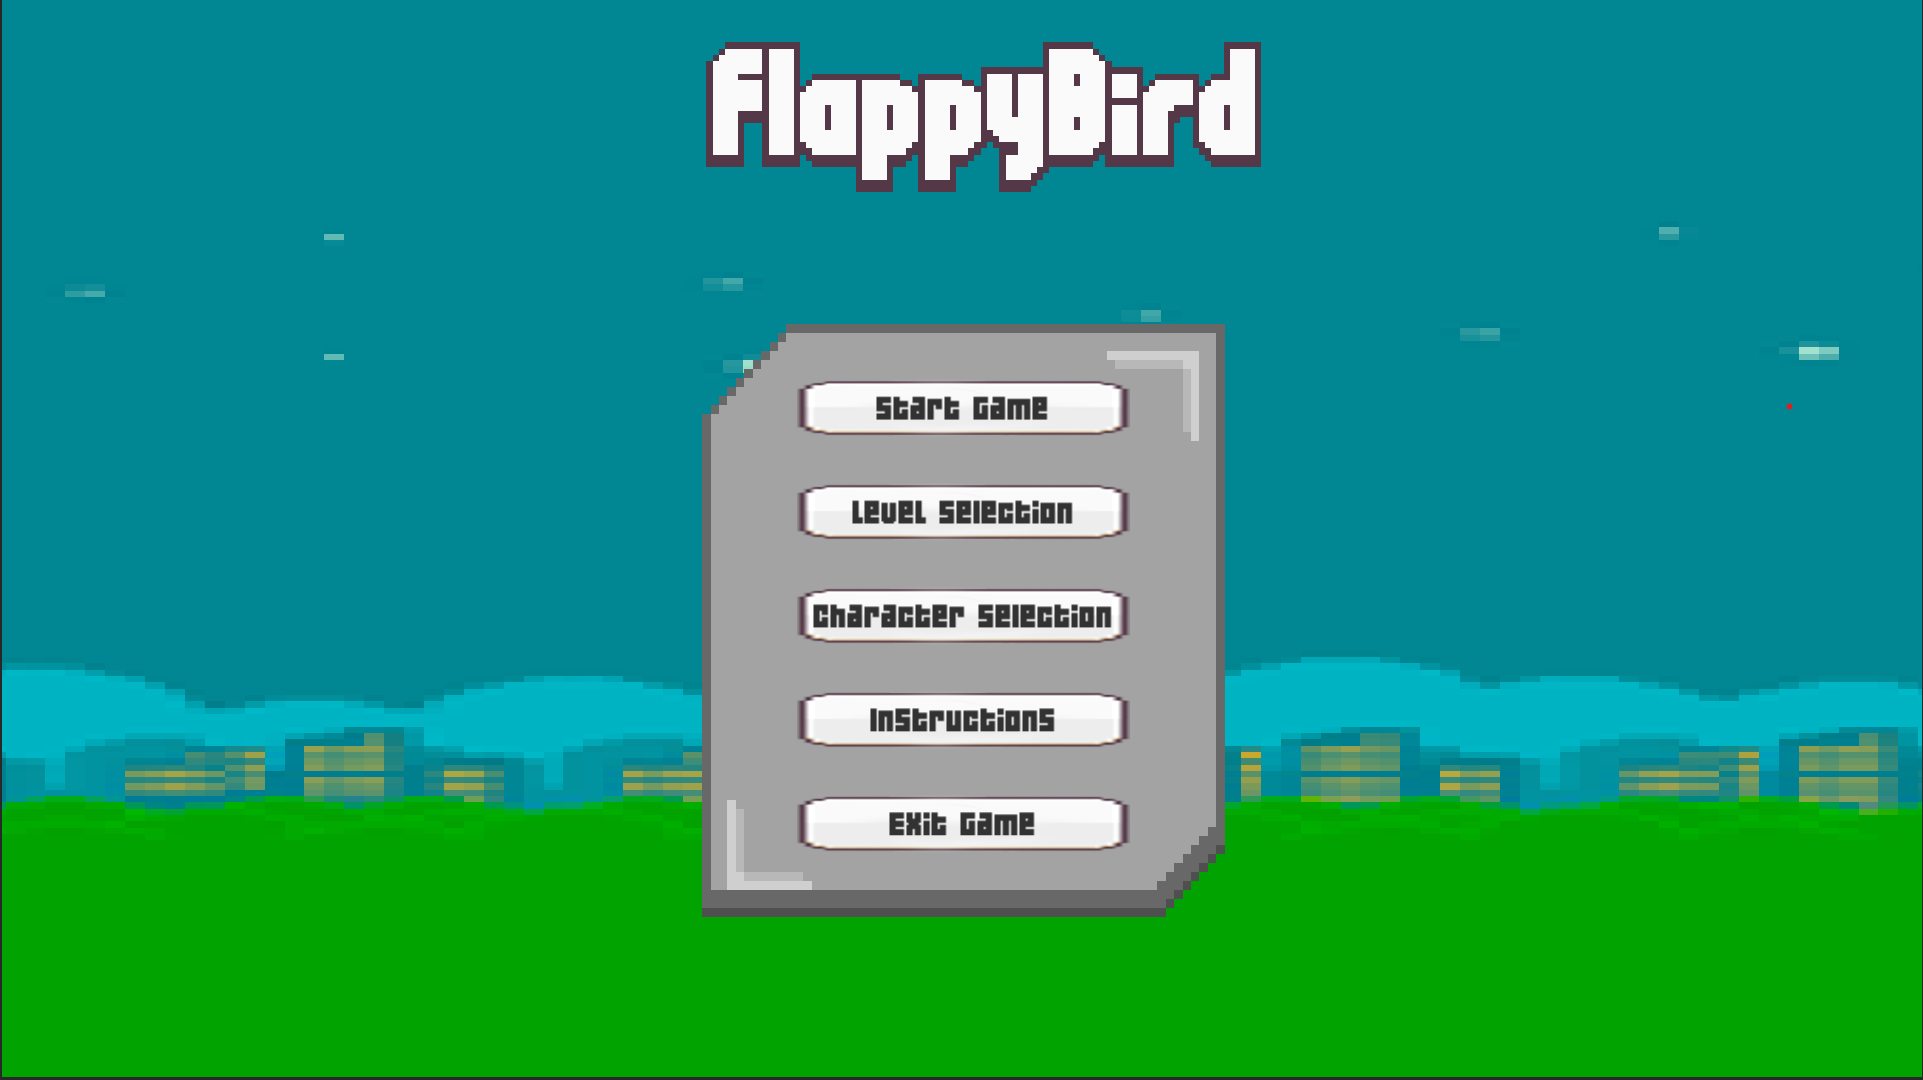 FlappyBird
Start Game
Level Selection
Character Selection
Instructions
Exit Game